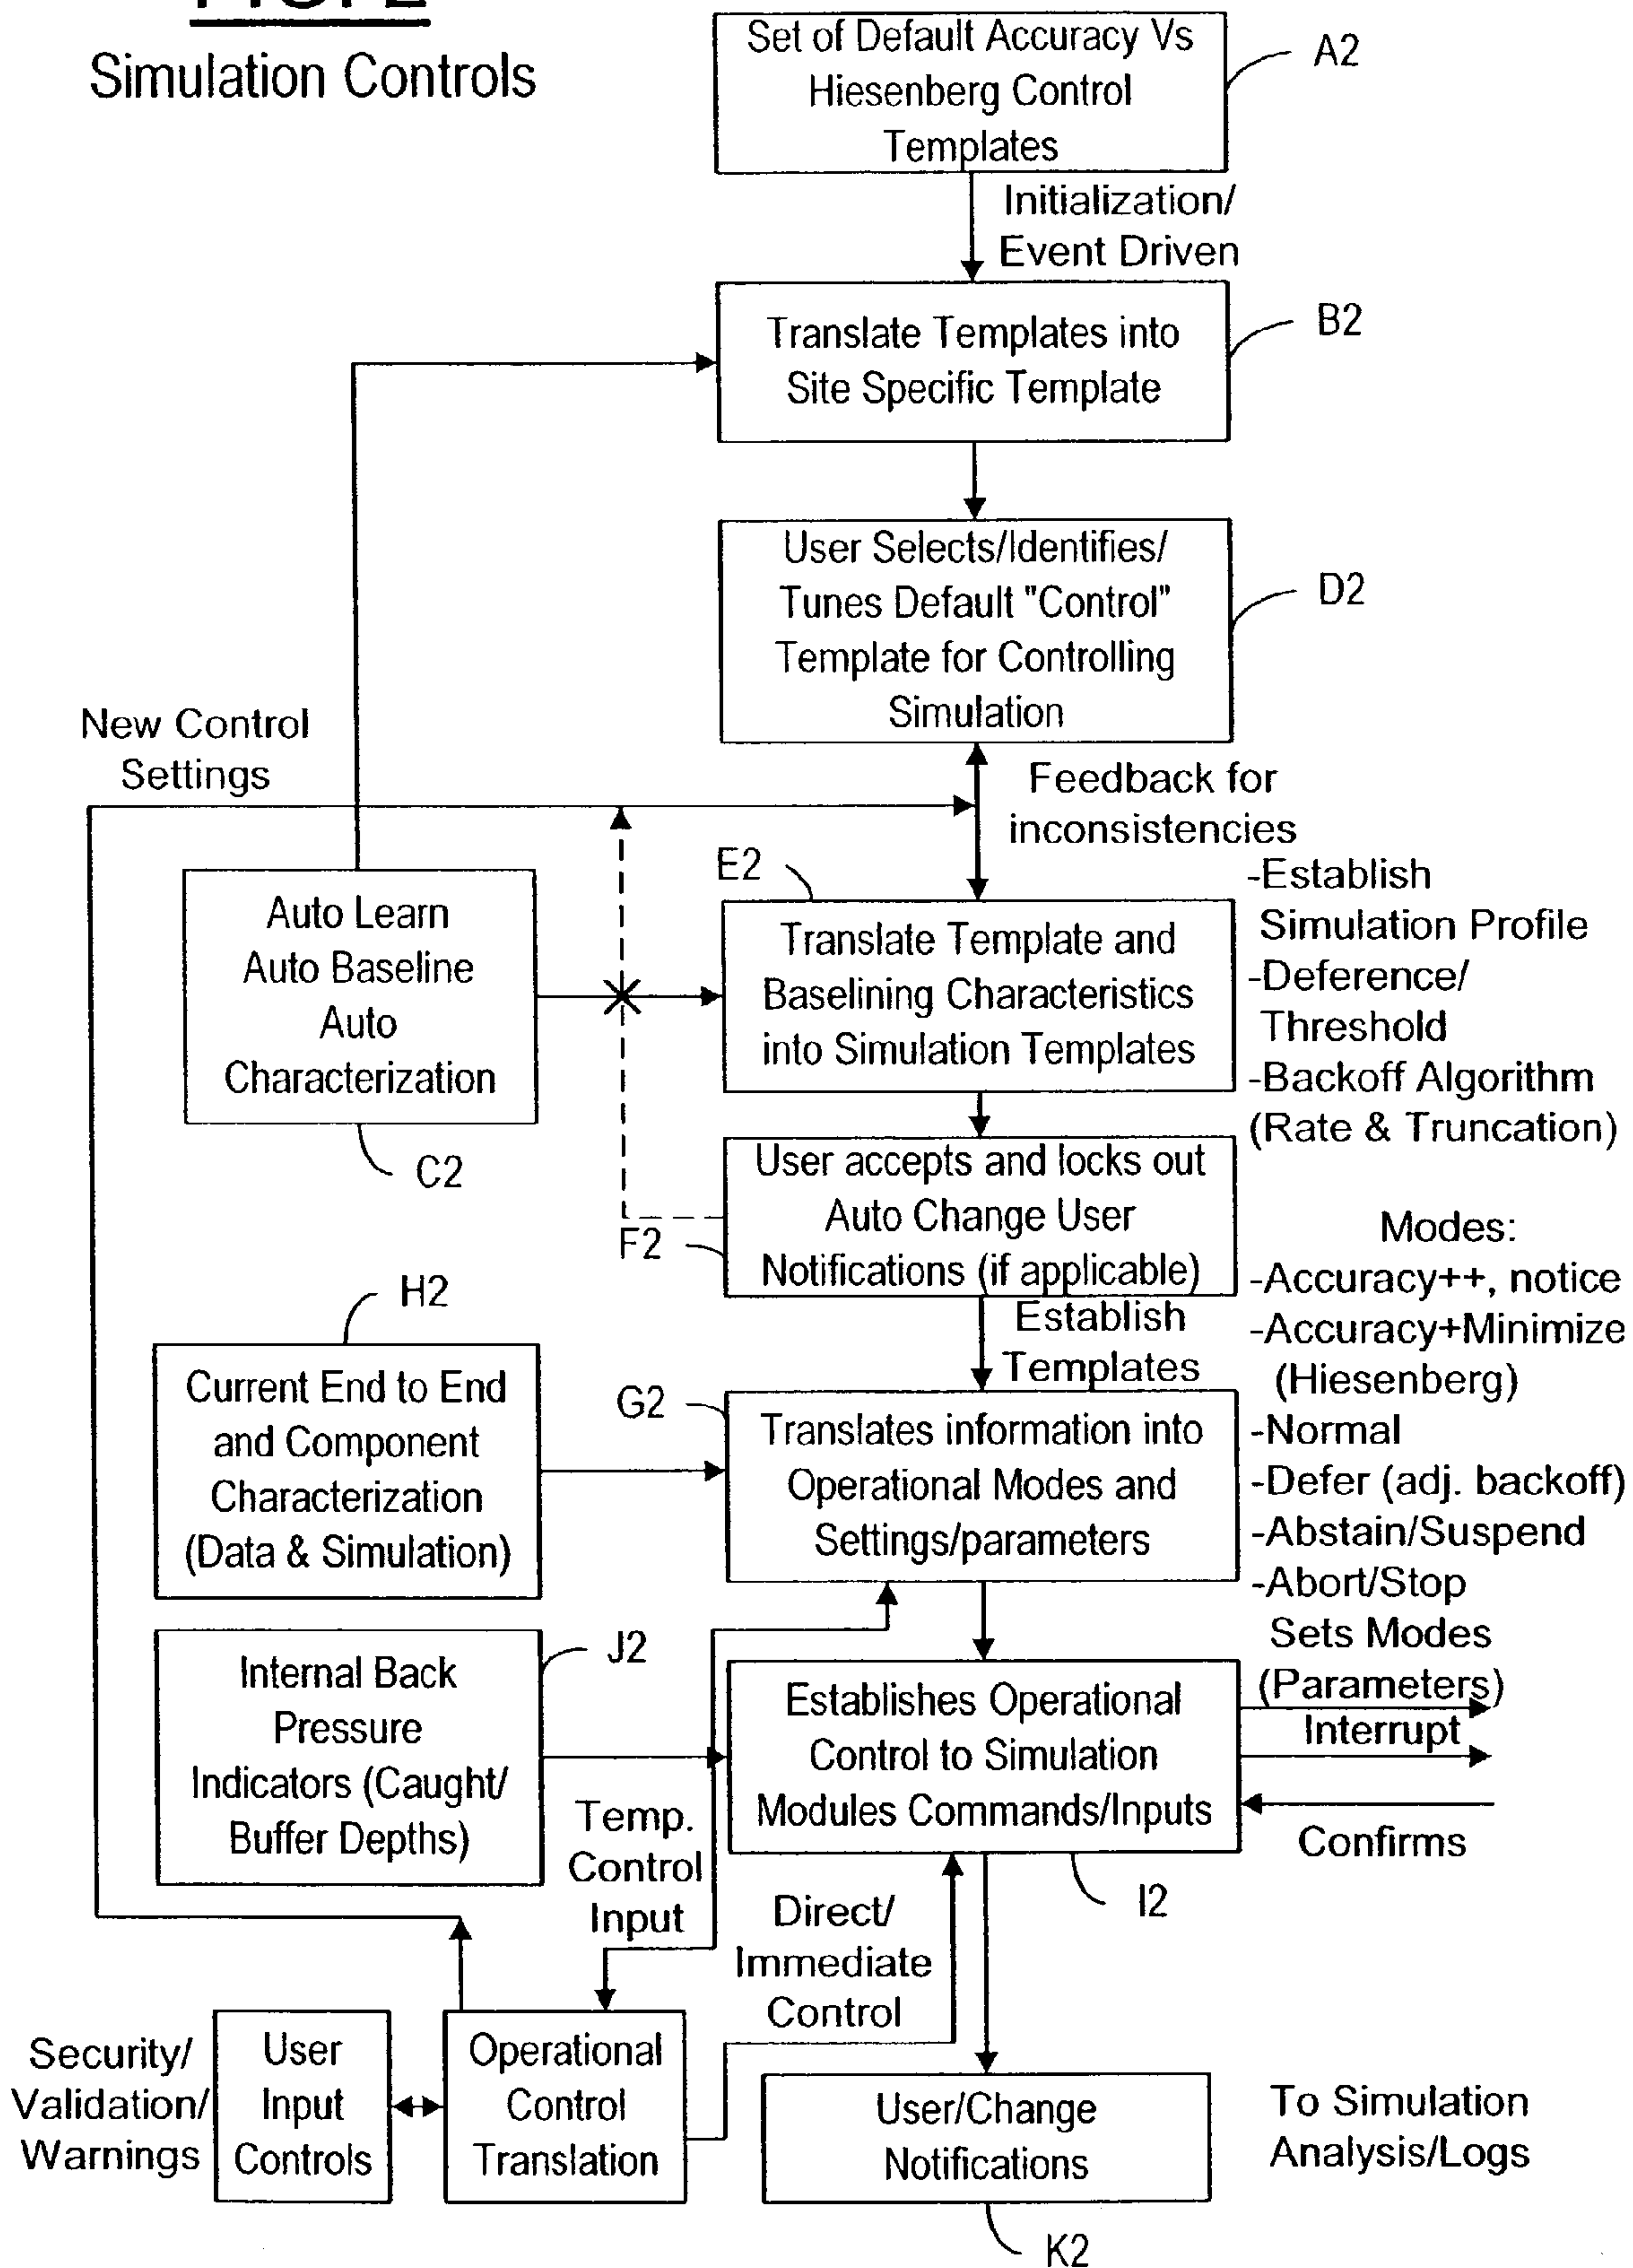 Simulation Controls
Set of Default Accuracy Vs
Hiesenberg Control
Templates
A2
Initialization/
Event Driven
Translate Templates into
Site Specific Template
B2
User Selects/Identifies/
Tunes Default "Control"
Template for Controlling
Simulation
D2
New Control
Settings
Feedback for
inconsistencies
Auto Learn
Auto Baseline
Auto
Characterization
C2
E2
Translate Template and
Baselining Characteristics
into Simulation Templates
-Establish
Simulation Profile
-Deference/
Threshold
-Backoff Algorithm
(Rate & Truncation)
User accepts and locks out
Auto Change User
Notifications (if applicable)
F2
Establish
Templates
Modes:
-Accuracy++, notice
-Accuracy+Minimize
(Hiesenberg)
-Normal
-Defer (adj. backoff)
-Abstain/Suspend
-Abort/Stop
H2
Current End to End
and Component
Characterization
(Data & Simulation)
G2
Translates information into
Operational Modes and
Settings/parameters
Sets Modes
(Parameters)
Interrupt
Confirms
J2
Internal Back
Pressure
Indicators (Caught/
Buffer Depths)
Establishes Operational
Control to Simulation
Modules Commands/Inputs
I2
Temp.
Control
Input
Direct/
Immediate
Control
Security/
Validation/
Warnings
User
Input
Controls
Operational
Control
Translation
User/Change
Notifications
K2
To Simulation
Analysis/Logs